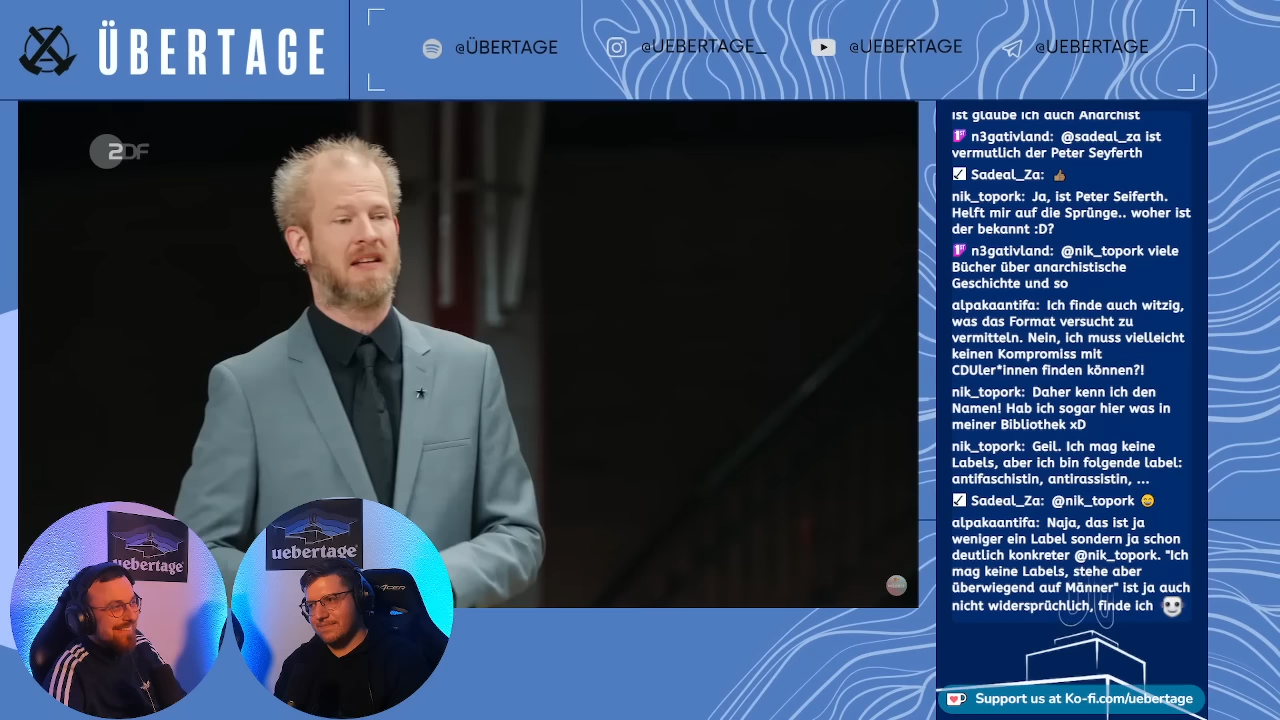 ÜBERTAGE
@ÜBERTAGE
@UEBERTAGE_
@UEBERTAGE
@UEBERTAGE
2DF
ist glaube ich auch Anarchist
n3gativland: @sadeal_za ist
vermutlich der Peter Seyferth
Sadeal_Za: 👍🏾
nik_topork: Ja, ist Peter Seiferth.
Helft mir auf die Sprünge.. woher ist
der bekannt :D?
n3gativland: @nik_topork viele
Bücher über anarchistische
Geschichte und so
alpakaantifa: Ich finde auch witzig,
was das Format versucht zu
vermitteln. Nein, ich muss vielleicht
keinen Kompromiss mit
CDUler*innen finden können?!
nik_topork: Daher kenn ich den
Namen! Hab ich sogar hier was in
meiner Bibliothek xD
nik_topork: Geil. Ich mag keine
Labels, aber ich bin folgende label:
antifaschistin, antirassistin, ...
Sadeal_Za: @nik_topork 😊
alpakaantifa: Naja, das ist ja
weniger ein Label sondern ja schon
deutlich konkreter @nik_topork. "Ich
mag keine Labels, stehe aber
überwiegend auf Männer" ist ja auch
nicht widersprüchlich, finde ich
uebertage
uebertage
Support us at Ko-fi.com/uebertage